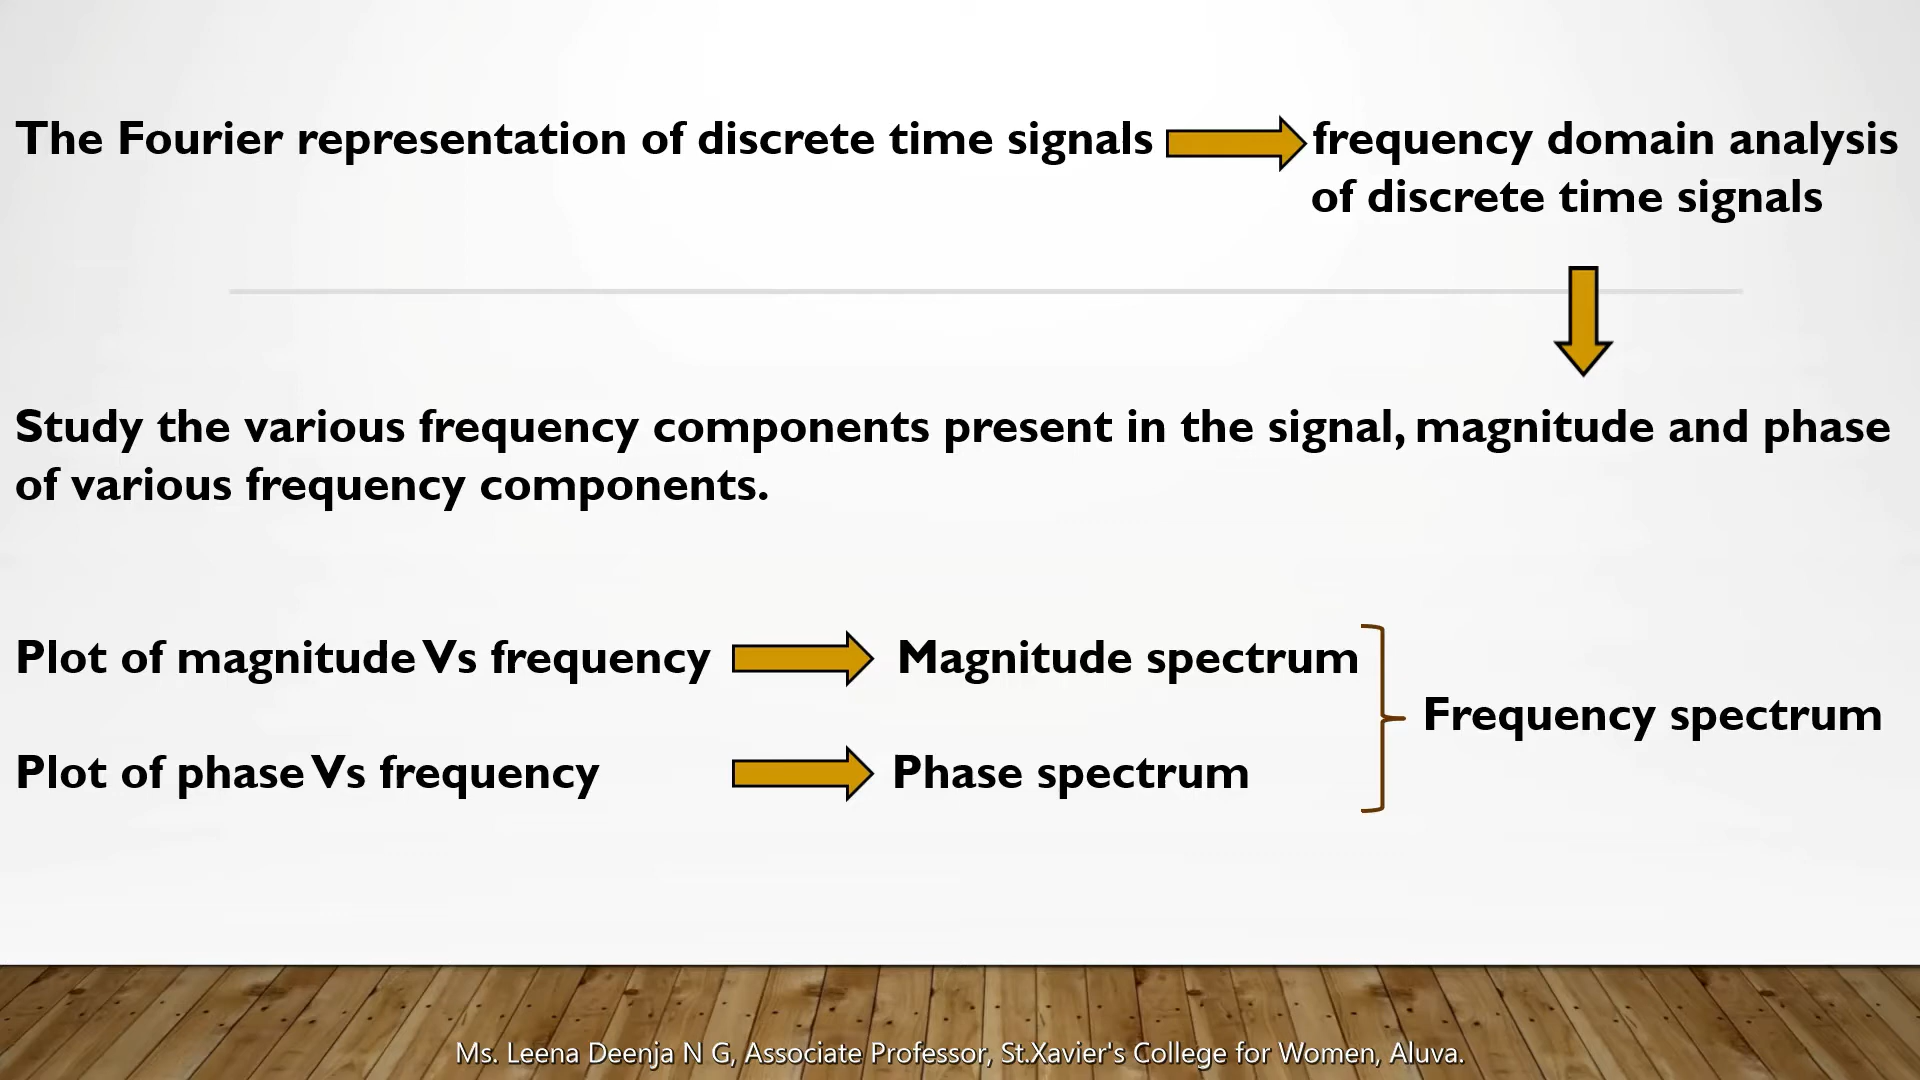 The Fourier representation of discrete time signals frequency domain analysis
of discrete time signals
Study the various frequency components present in the signal, magnitude and phase
of various frequency components.
Plot of magnitude Vs frequency Magnitude spectrum
Frequency spectrum
Plot of phase Vs frequency Phase spectrum
Ms. Leena Deenja N G, Associate Professor, St.Xavier's College for Women, Aluva.